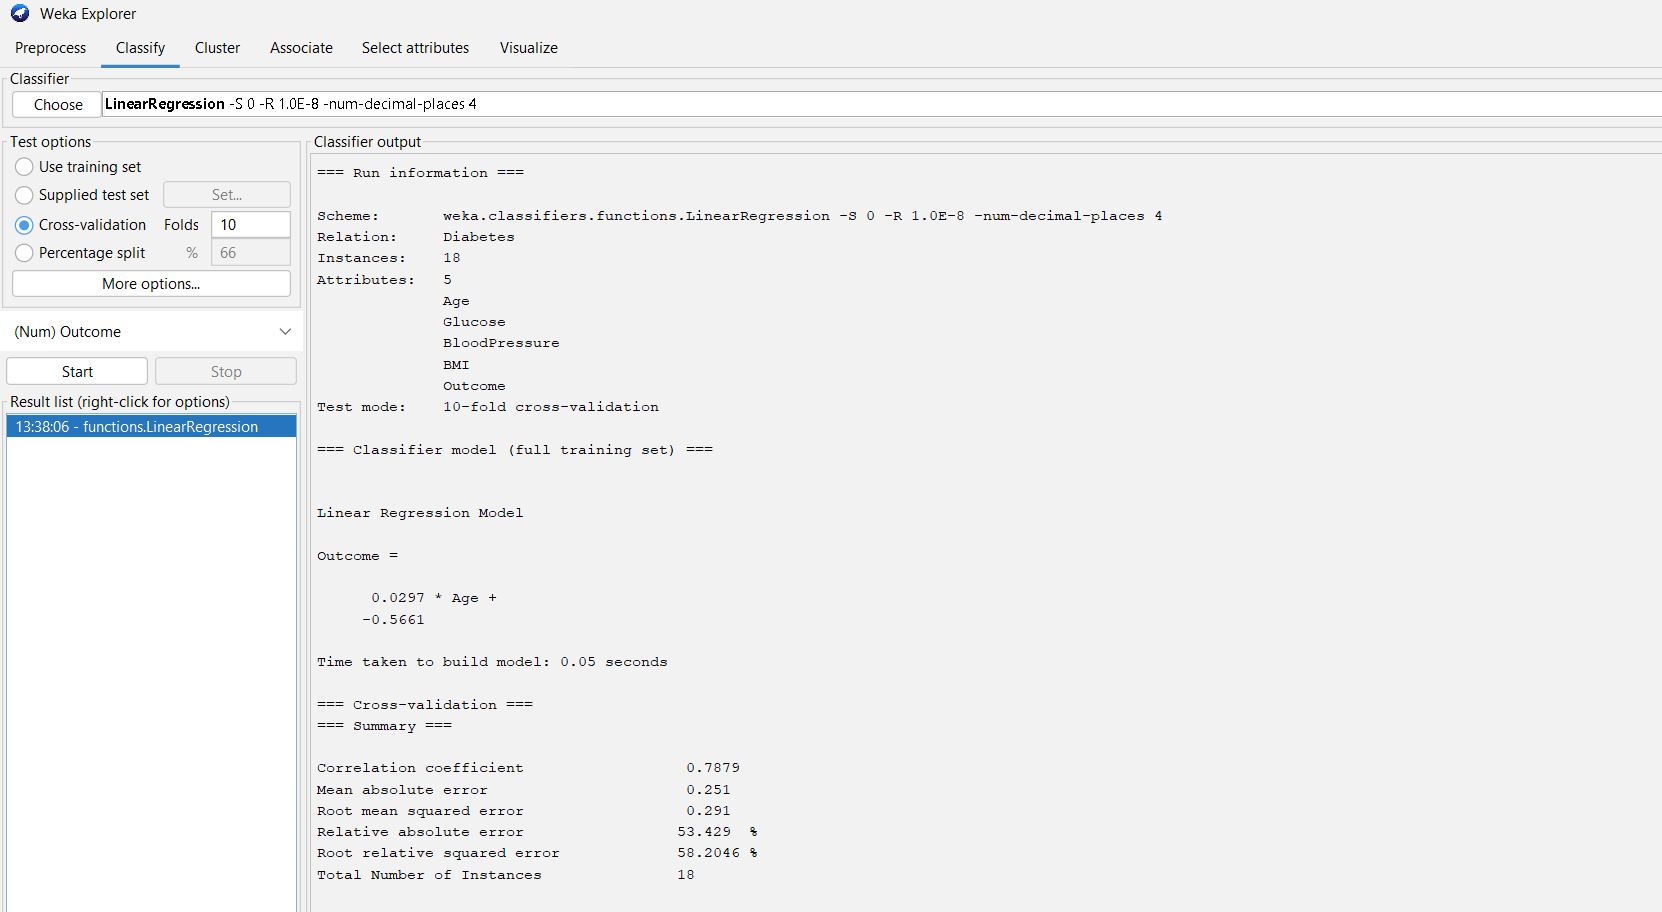 Weka Explorer
Preprocess Classify Cluster Associate Select attributes Visualize
Classifier
Choose LinearRegression -S 0 -R 1.0E-8 -num-decimal-places 4
Test options
Use training set
Supplied test set Set...
Cross-validation Folds 10
Percentage split % 66
More options...
(Num) Outcome
Start Stop
Result list (right-click for options)
13:38:06 - functions.LinearRegression
Classifier output
=== Run information ===
Scheme: weka.classifiers.functions.LinearRegression -S 0 -R 1.0E-8 -num-decimal-places 4
Relation: Diabetes
Instances: 18
Attributes: 5
Age
Glucose
BloodPressure
BMI
Outcome
Test mode: 10-fold cross-validation
=== Classifier model (full training set) ===
Linear Regression Model
Outcome =
0.0297 * Age +
-0.5661
Time taken to build model: 0.05 seconds
=== Cross-validation ===
=== Summary ===
Correlation coefficient 0.7879
Mean absolute error 0.251
Root mean squared error 0.291
Relative absolute error 53.429 %
Root relative squared error 58.2046 %
Total Number of Instances 18